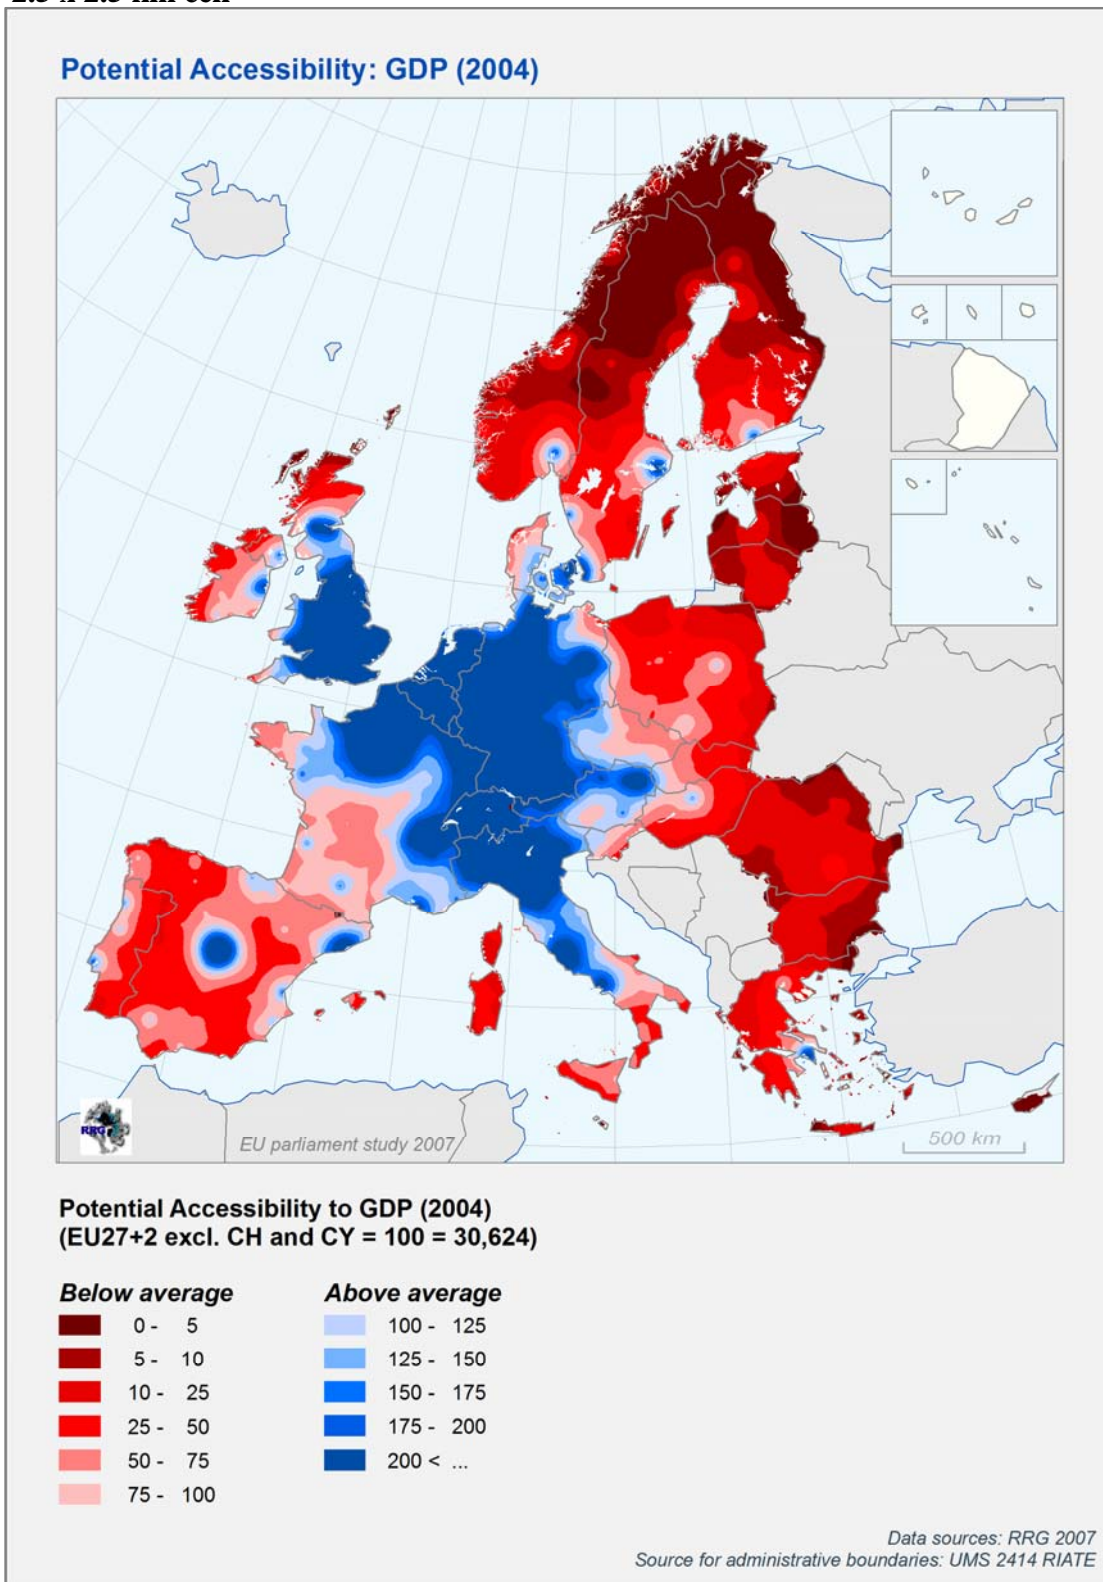 Potential Accessibility: GDP (2004)
RRG
EU parliament study 2007
500 km
Potential Accessibility to GDP (2004)
(EU27+2 excl. CH and CY = 100 = 30,624)
Below average
0 - 5
5 - 10
10 - 25
25 - 50
50 - 75
75 - 100
Above average
100 - 125
125 - 150
150 - 175
175 - 200
200 < ...
Data sources: RRG 2007
Source for administrative boundaries: UMS 2414 RIATE